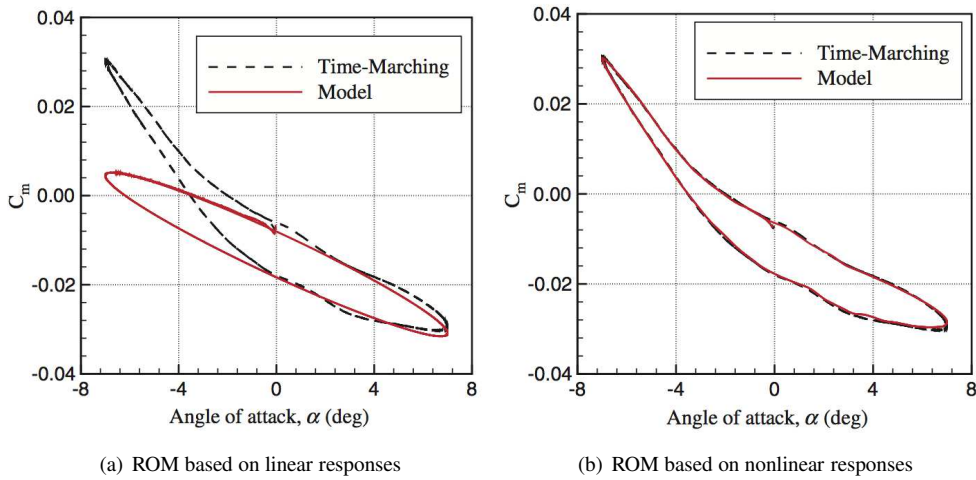 0.04
0.02
0.00
-0.02
-0.04
C_m
-8
-4
0
4
8
Angle of attack, α (deg)
Time-Marching
Model
(a) ROM based on linear responses
0.04
0.02
0.00
-0.02
-0.04
C_m
-8
-4
0
4
8
Angle of attack, α (deg)
Time-Marching
Model
(b) ROM based on nonlinear responses